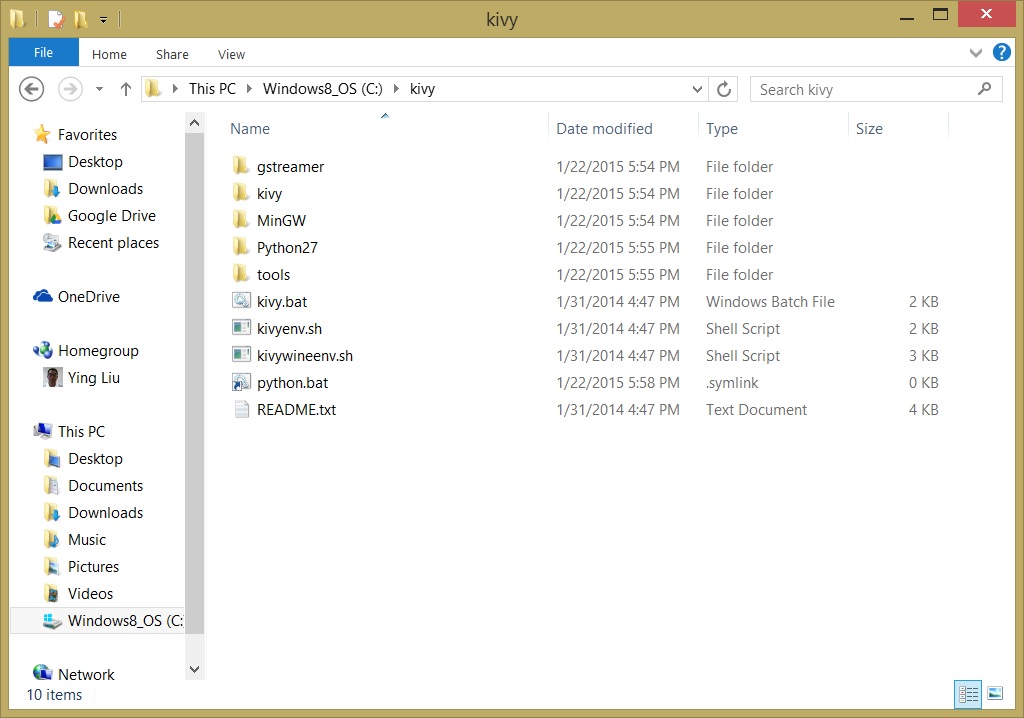 kivy
File Home Share View
This PC Windows8_OS (C:) kivy Search kivy
Name Date modified Type Size
gstreamer 1/22/2015 5:54 PM File folder
kivy 1/22/2015 5:54 PM File folder
MinGW 1/22/2015 5:54 PM File folder
Python27 1/22/2015 5:55 PM File folder
tools 1/22/2015 5:55 PM File folder
kivy.bat 1/31/2014 4:47 PM Windows Batch File 2 KB
kivyenv.sh 1/31/2014 4:47 PM Shell Script 2 KB
kivywineenv.sh 1/31/2014 4:47 PM Shell Script 3 KB
python.bat 1/22/2015 5:58 PM .symlink 0 KB
README.txt 1/31/2014 4:47 PM Text Document 4 KB
Favorites
Desktop
Downloads
Google Drive
Recent places
OneDrive
Homegroup
Ying Liu
This PC
Desktop
Documents
Downloads
Music
Pictures
Videos
Windows8_OS (C:
Network
10 items